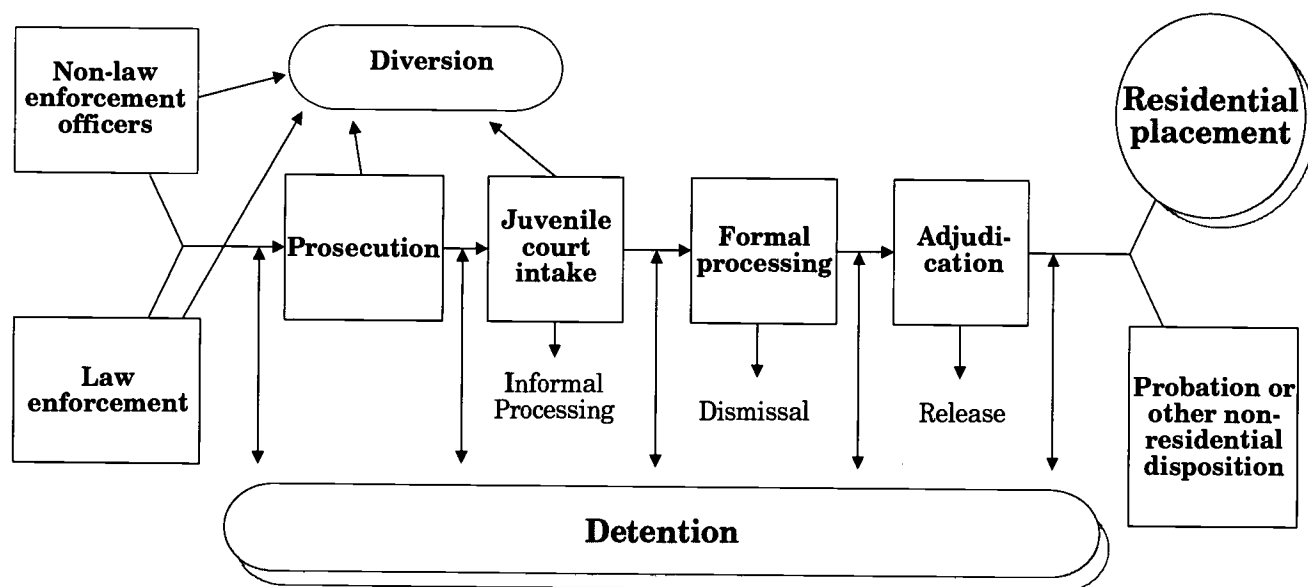 Non-law
enforcement
officers
Diversion
Residential
placement
Prosecution
Juvenile
court
intake
Formal
processing
Adjudi-
cation
Law
enforcement
Informal
Processing
Dismissal
Release
Probation or
other non-
residential
disposition
Detention